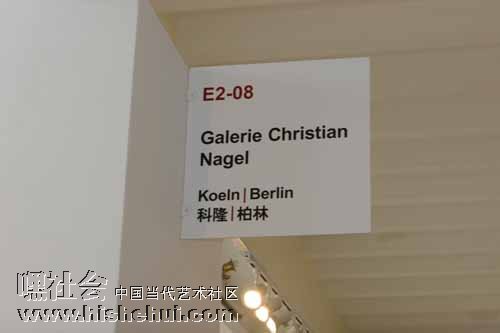 E2-08
Galerie Christian
Nagel
Koeln|Berlin
科隆|柏林
嘿社会 中国当代艺术社区
www.hishehui.com